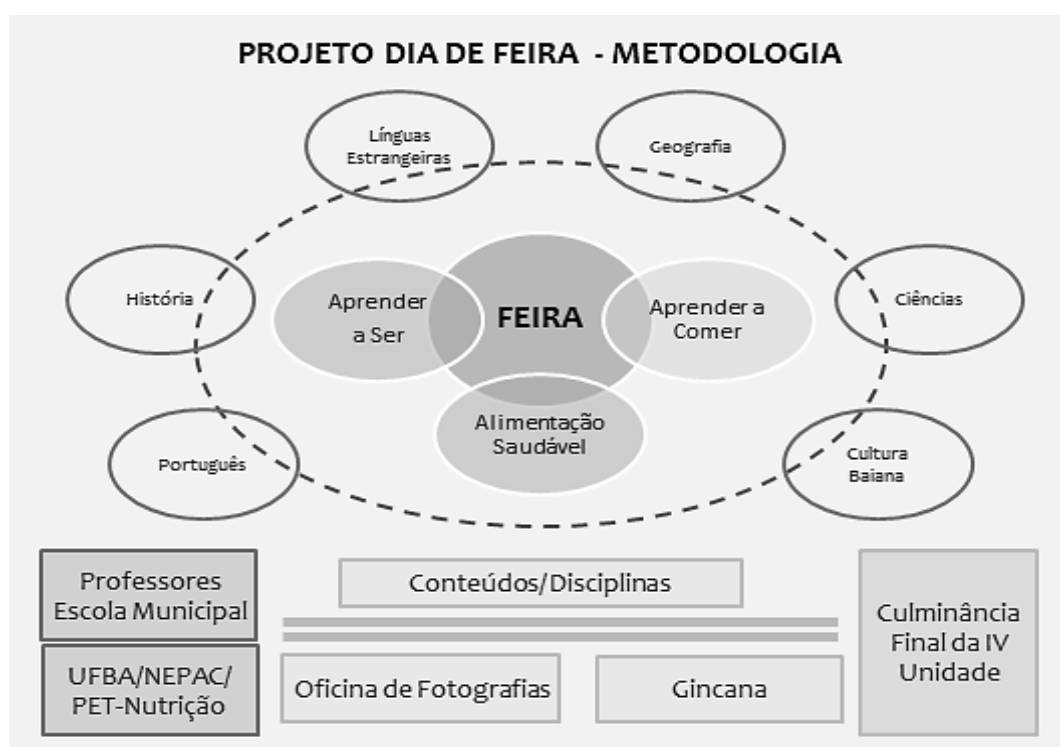 PROJETO DIA DE FEIRA - METODOLOGIA
Línguas
Estrangeiras
Geografia
História
Aprender
a Ser
FEIRA
Aprender a
Comer
Ciências
Alimentação
Saudável
Português
Cultura
Baiana
Professores
Escola Municipal
Conteúdos/Disciplinas
Culminância
Final da IV
Unidade
UFBA/NEPAC/
PET-Nutrição
Oficina de Fotografias
Gincana